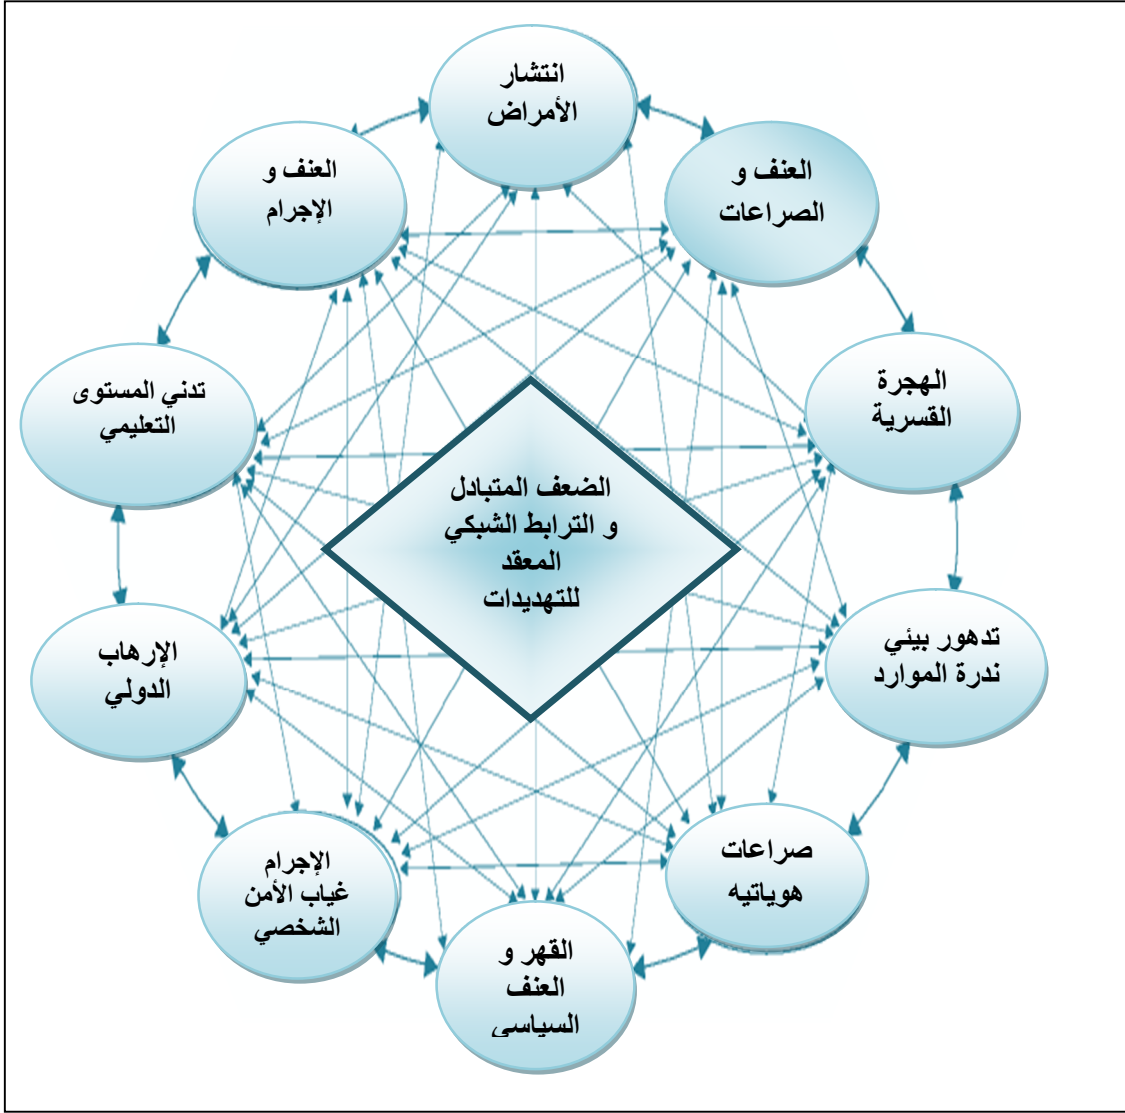 انتشار
الأمراض
العنف و
الصراعات
الهجرة
القسرية
تدهور بيئي
ندرة الموارد
صراعات
هوياتيه
القهر و
العنف
السياسي
الإجرام
غياب الأمن
الشخصي
الإرهاب
الدولي
تدني المستوى
التعليمي
العنف و
الإجرام
الضعف المتبادل
و الترابط الشبكي
المعقد
للتهديدات